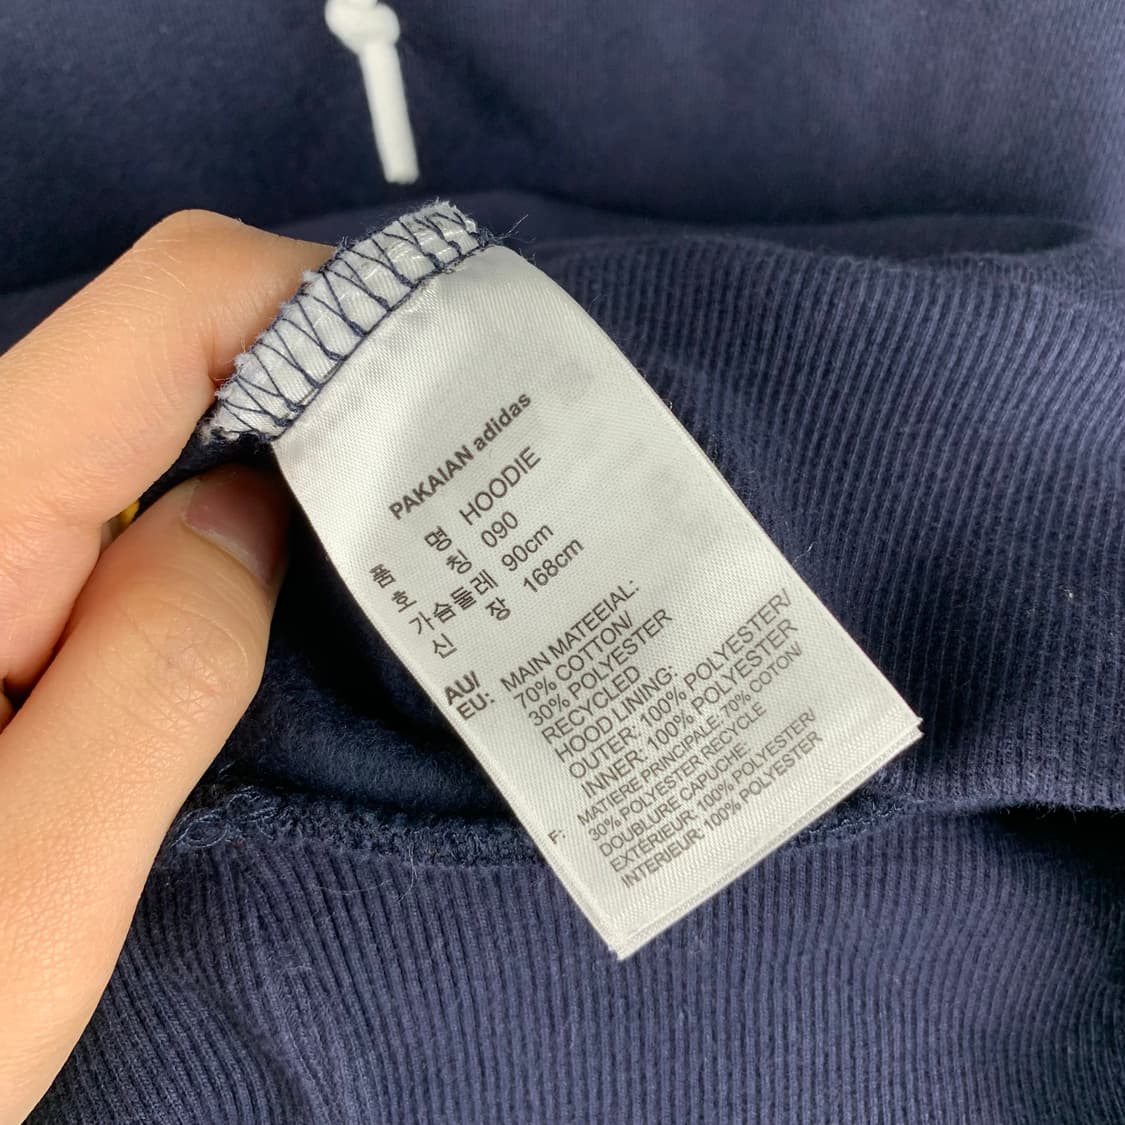 PAKAIAN adidas
품 명 HOODIE
호 칭 090
가슴둘레 90cm
신 장 168cm
AU/ EU: MAIN MATEEIAL:
70% COTTON/
30% POLYESTER
RECYCLED
HOOD LINING:
OUTER: 100% POLYESTER/
INNER: 100% POLYESTER
F: MATIERE PRINCIPALE: 70% COTON/
30% POLYESTER RECYCLE
DOUBLURE CAPUCHE:
EXTÉRIEUR: 100% POLYESTER/
INTERIEUR: 100% POLYESTER